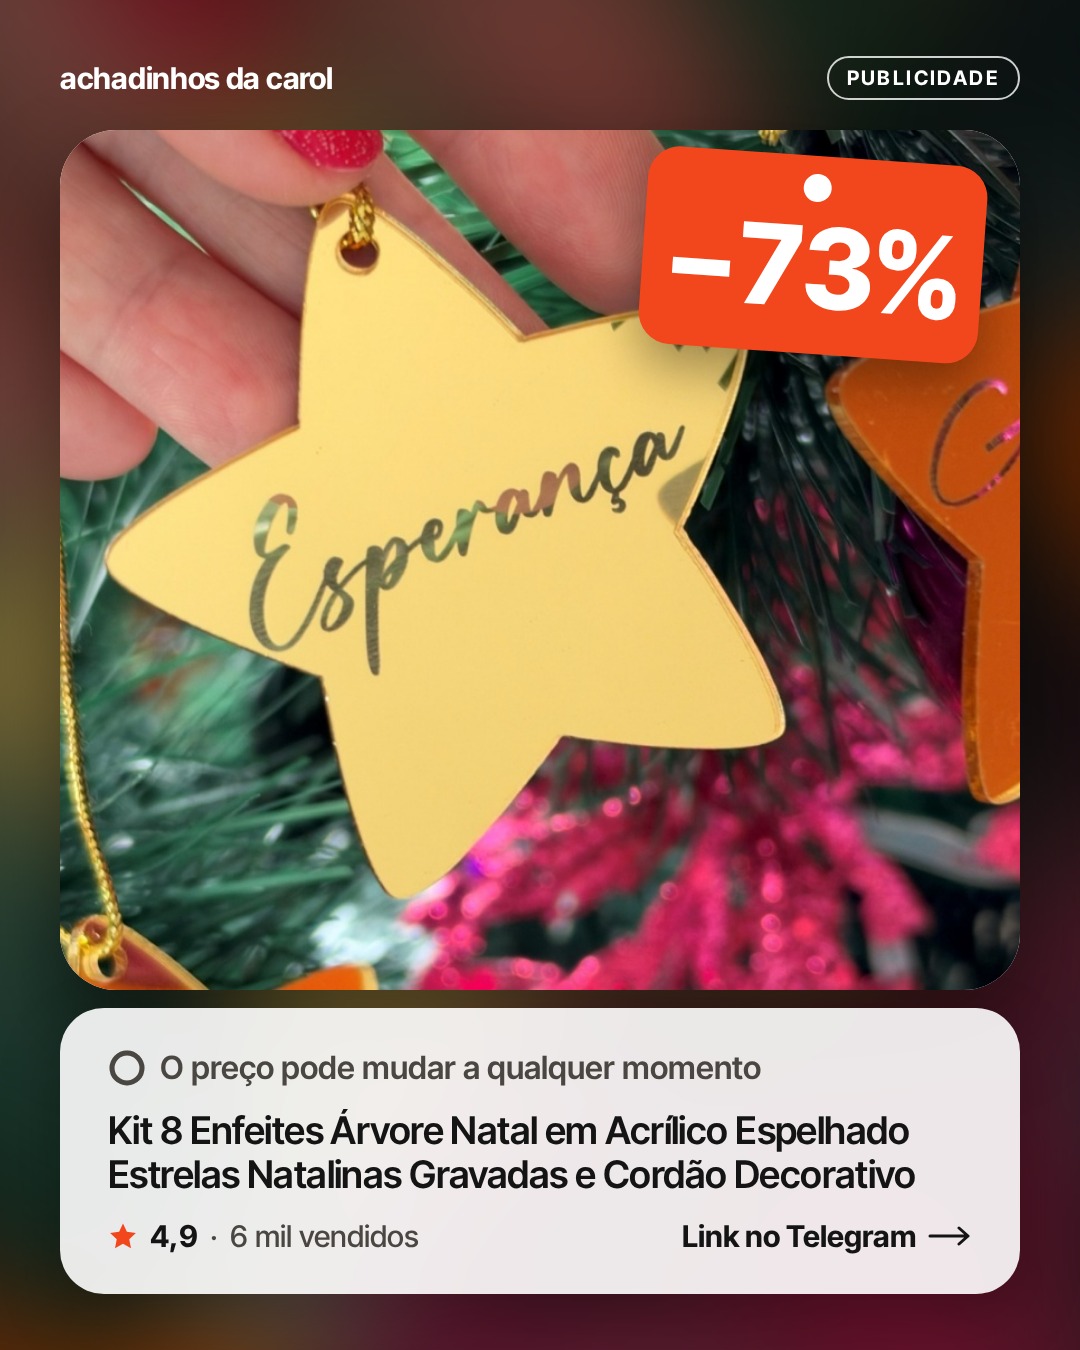 achadinhos da carol
PUBLICIDADE
-73%
Esperança
G
O preço pode mudar a qualquer momento
Kit 8 Enfeites Árvore Natal em Acrílico Espelhado
Estrelas Natalinas Gravadas e Cordão Decorativo
4,9 · 6 mil vendidos
Link no Telegram →